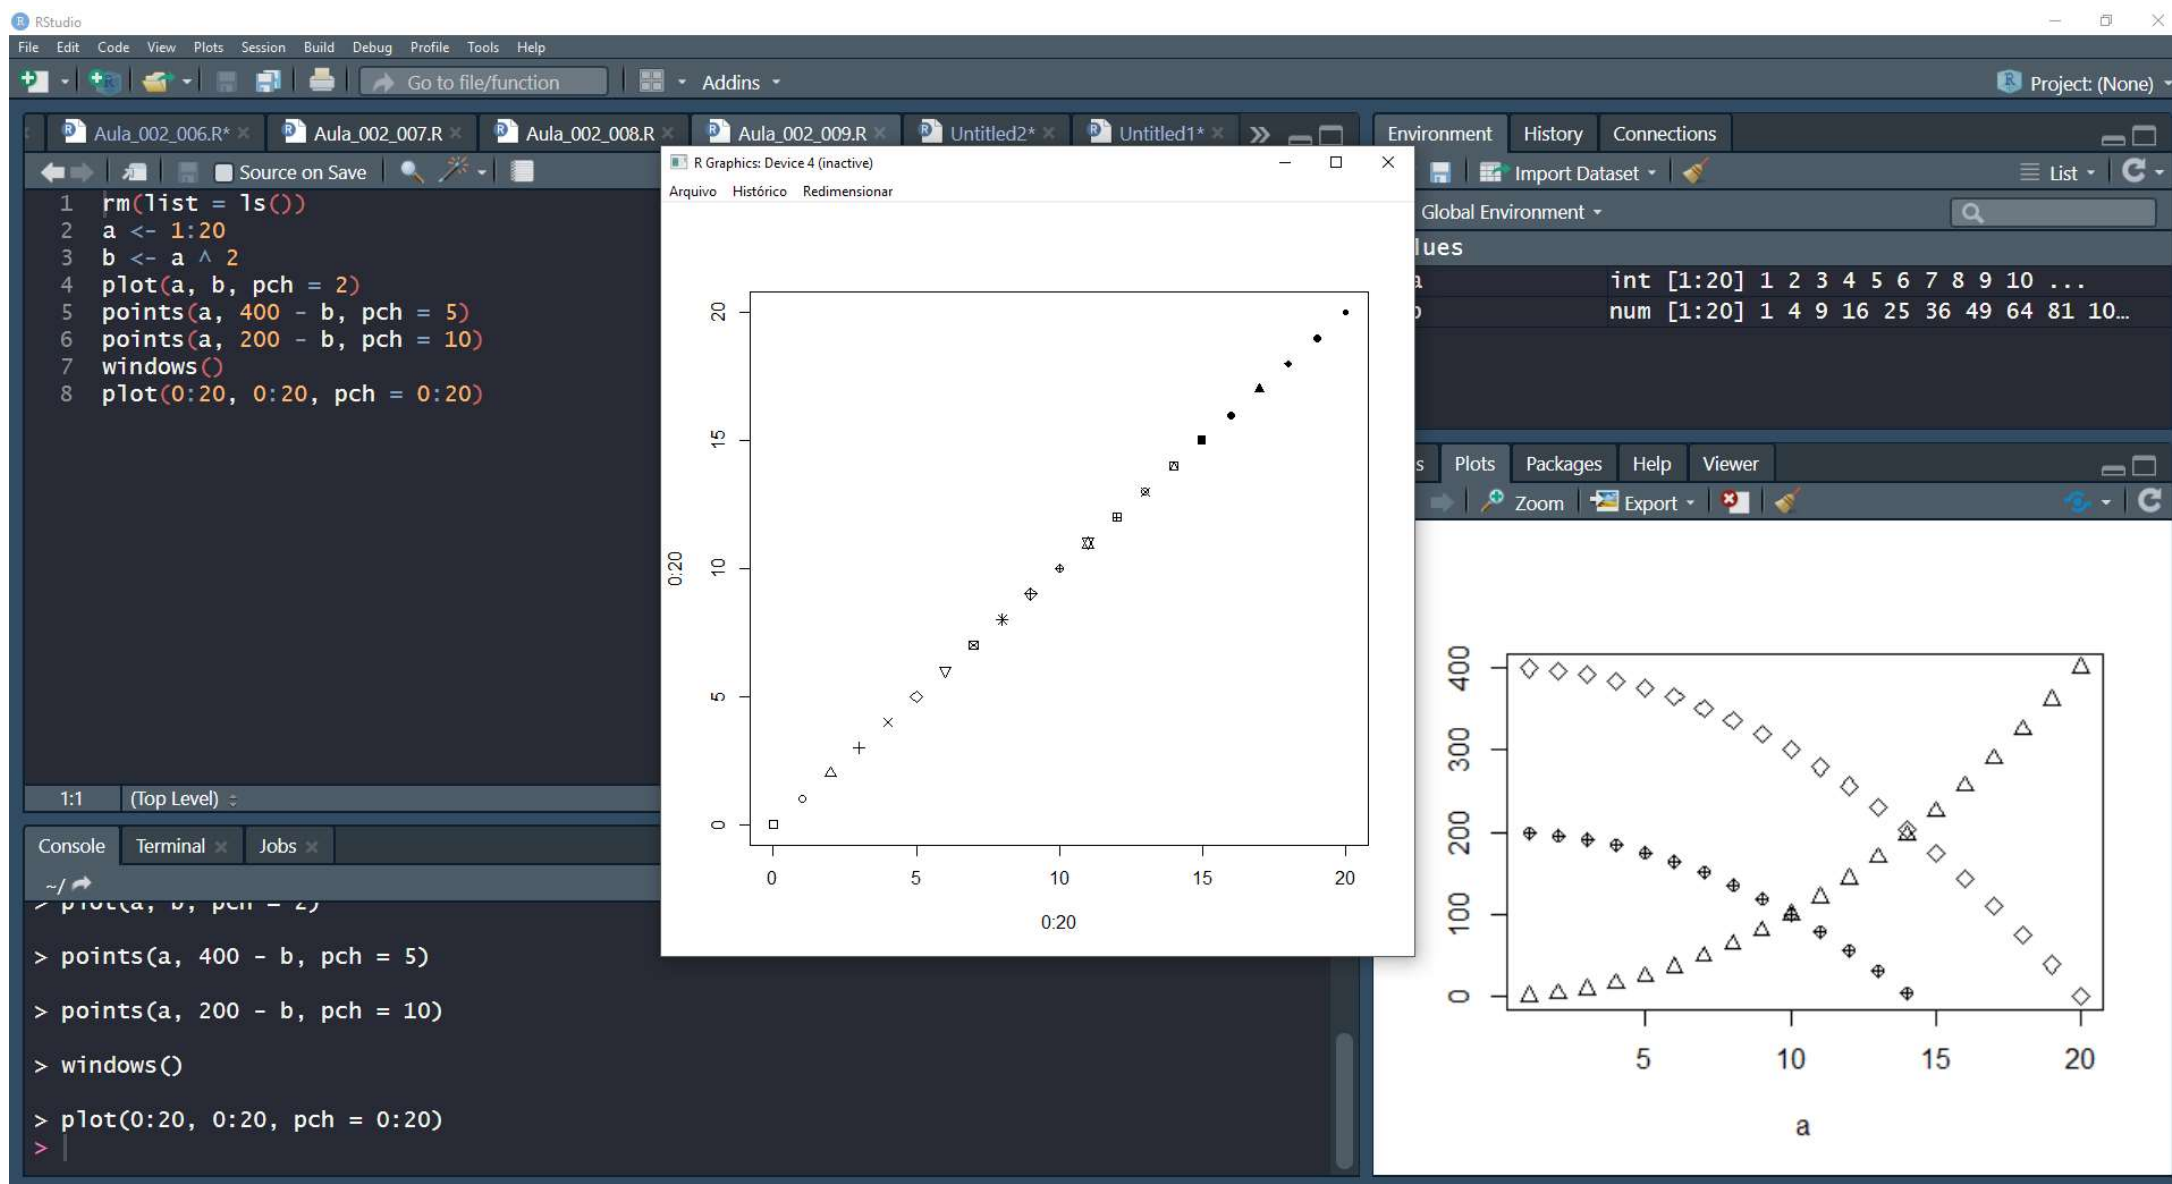 RStudio
File Edit Code View Plots Session Build Debug Profile Tools Help
Go to file/function
Addins
Project: (None)
Aula_002_006.R*
Aula_002_007.R
Aula_002_008.R
Aula_002_009.R
Untitled2*
Untitled1*
Source on Save
1 rm(list = ls())
2 a <- 1:20
3 b <- a ^ 2
4 plot(a, b, pch = 2)
5 points(a, 400 - b, pch = 5)
6 points(a, 200 - b, pch = 10)
7 windows()
8 plot(0:20, 0:20, pch = 0:20)
1:1 (Top Level)
Console Terminal Jobs
~/
> plot(a, b, pch = 2)
> points(a, 400 - b, pch = 5)
> points(a, 200 - b, pch = 10)
> windows()
> plot(0:20, 0:20, pch = 0:20)
>
R Graphics: Device 4 (inactive)
Arquivo Histórico Redimensionar
20
15
10
5
0
0:20
0 5 10 15 20
0:20
Environment History Connections
Import Dataset
List
Global Environment
lues
a int [1:20] 1 2 3 4 5 6 7 8 9 10 ...
num [1:20] 1 4 9 16 25 36 49 64 81 10…
s Plots Packages Help Viewer
Zoom Export
400
300
200
100
0
5 10 15 20
a